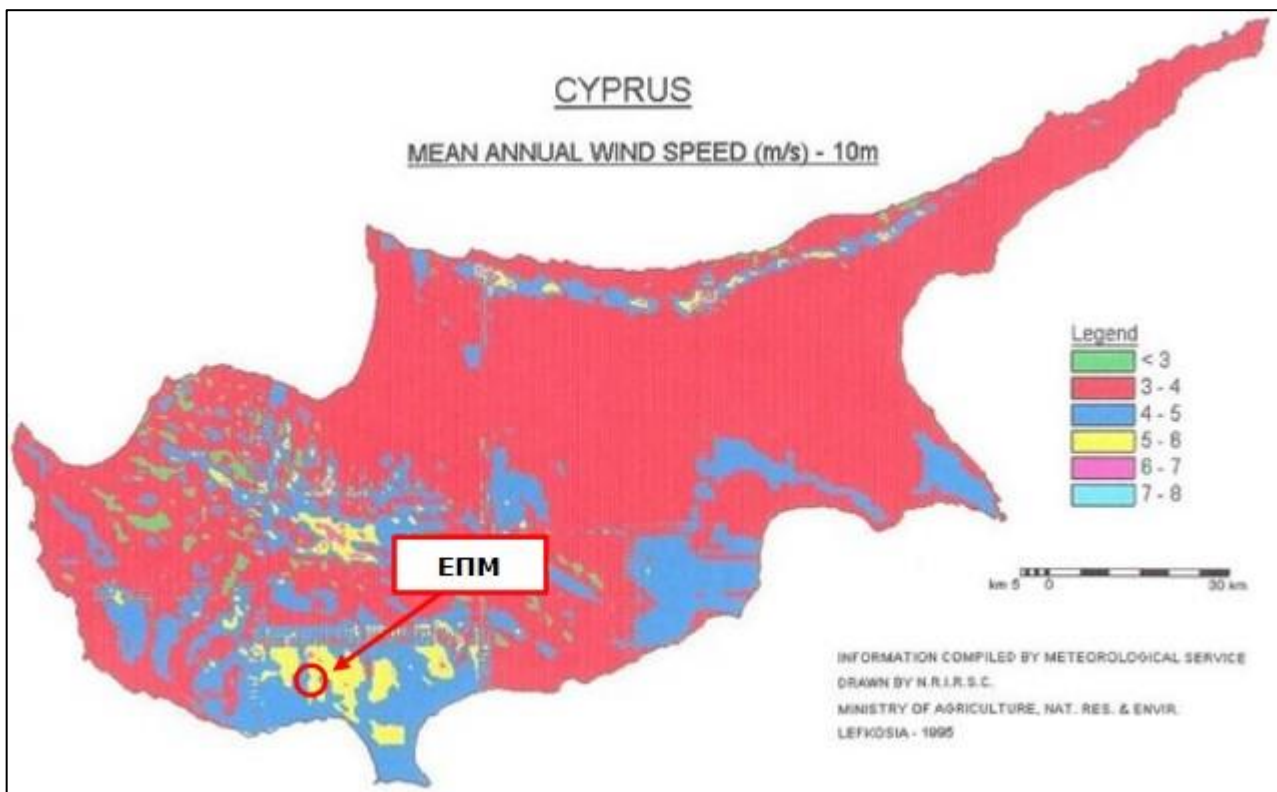 CYPRUS
MEAN ANNUAL WIND SPEED (m/s) - 10m
Legend
< 3
3 - 4
4 - 5
5 - 6
6 - 7
7 - 8
ΕΠΜ
km 5 0 30 km
INFORMATION COMPILED BY METEOROLOGICAL SERVICE
DRAWN BY N.R.I.R.S.C.
MINISTRY OF AGRICULTURE, NAT. RES. & ENVIR.
LEFKOSIA - 1995